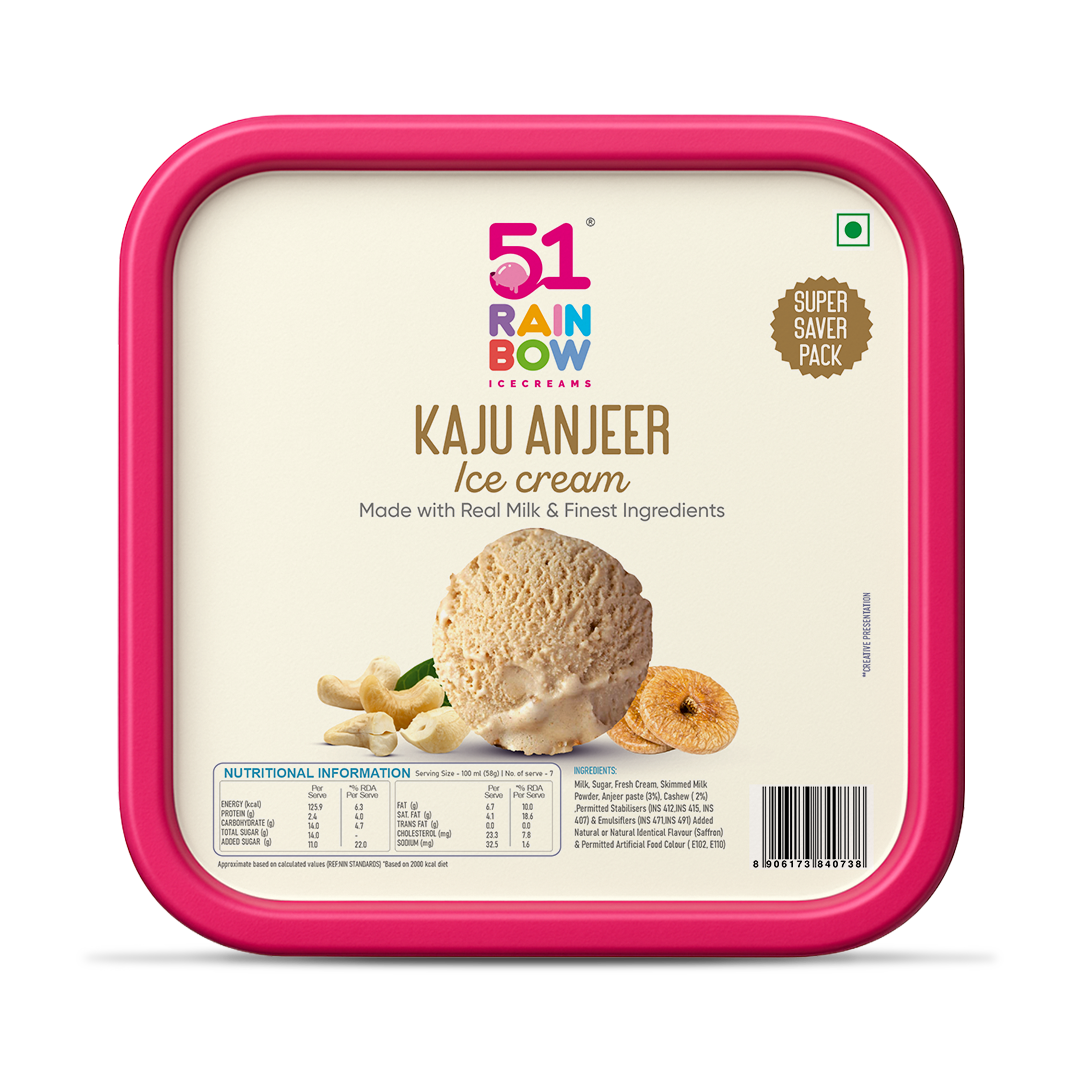 51®
RAIN
BOW
ICECREAMS
SUPER
SAVER
PACK
KAJU ANJEER
Ice cream
Made with Real Milk & Finest Ingredients
**CREATIVE PRESENTATION
NUTRITIONAL INFORMATION Serving Size - 100 ml (58g) | No. of serve - 7
Per Serve *% RDA Per Serve
ENERGY (kcal) 125.9 6.3
PROTEIN (g) 2.4 4.0
CARBOHYDRATE (g) 14.0 4.7
TOTAL SUGAR (g) 14.0 -
ADDED SUGAR (g) 11.0 22.0
Per Serve *% RDA Per Serve
FAT (g) 6.7 10.0
SAT. FAT (g) 4.1 18.6
TRANS FAT (g) 0.0 0.0
CHOLESTEROL (mg) 23.3 7.8
SODIUM (mg) 32.5 1.6
Approximate based on calculated values (REF:NIN STANDARDS) *Based on 2000 kcal diet
INGREDIENTS:
Milk, Sugar, Fresh Cream, Skimmed Milk
Powder, Anjeer paste (3%), Cashew ( 2%)
,Permitted Stabilisers (INS 412,INS 415, INS
407) & Emulsiflers (INS 471,INS 491) Added
Natural or Natural Identical Flavour (Saffron)
& Permitted Artificial Food Colour ( E102, E110)
8 906173 840738